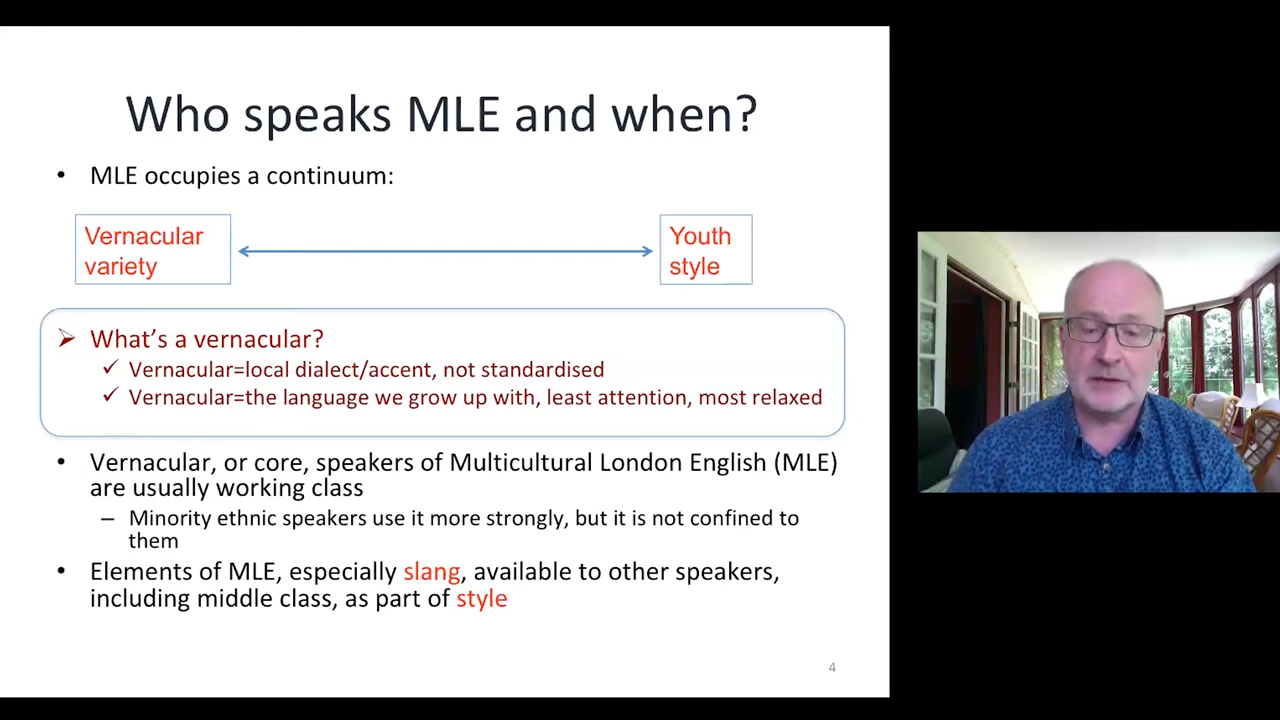 Who speaks MLE and when?
• MLE occupies a continuum:
Vernacular
variety
Youth
style
➢ What's a vernacular?
✓ Vernacular=local dialect/accent, not standardised
✓ Vernacular=the language we grow up with, least attention, most relaxed
• Vernacular, or core, speakers of Multicultural London English (MLE)
are usually working class
– Minority ethnic speakers use it more strongly, but it is not confined to
them
• Elements of MLE, especially slang, available to other speakers,
including middle class, as part of style
4